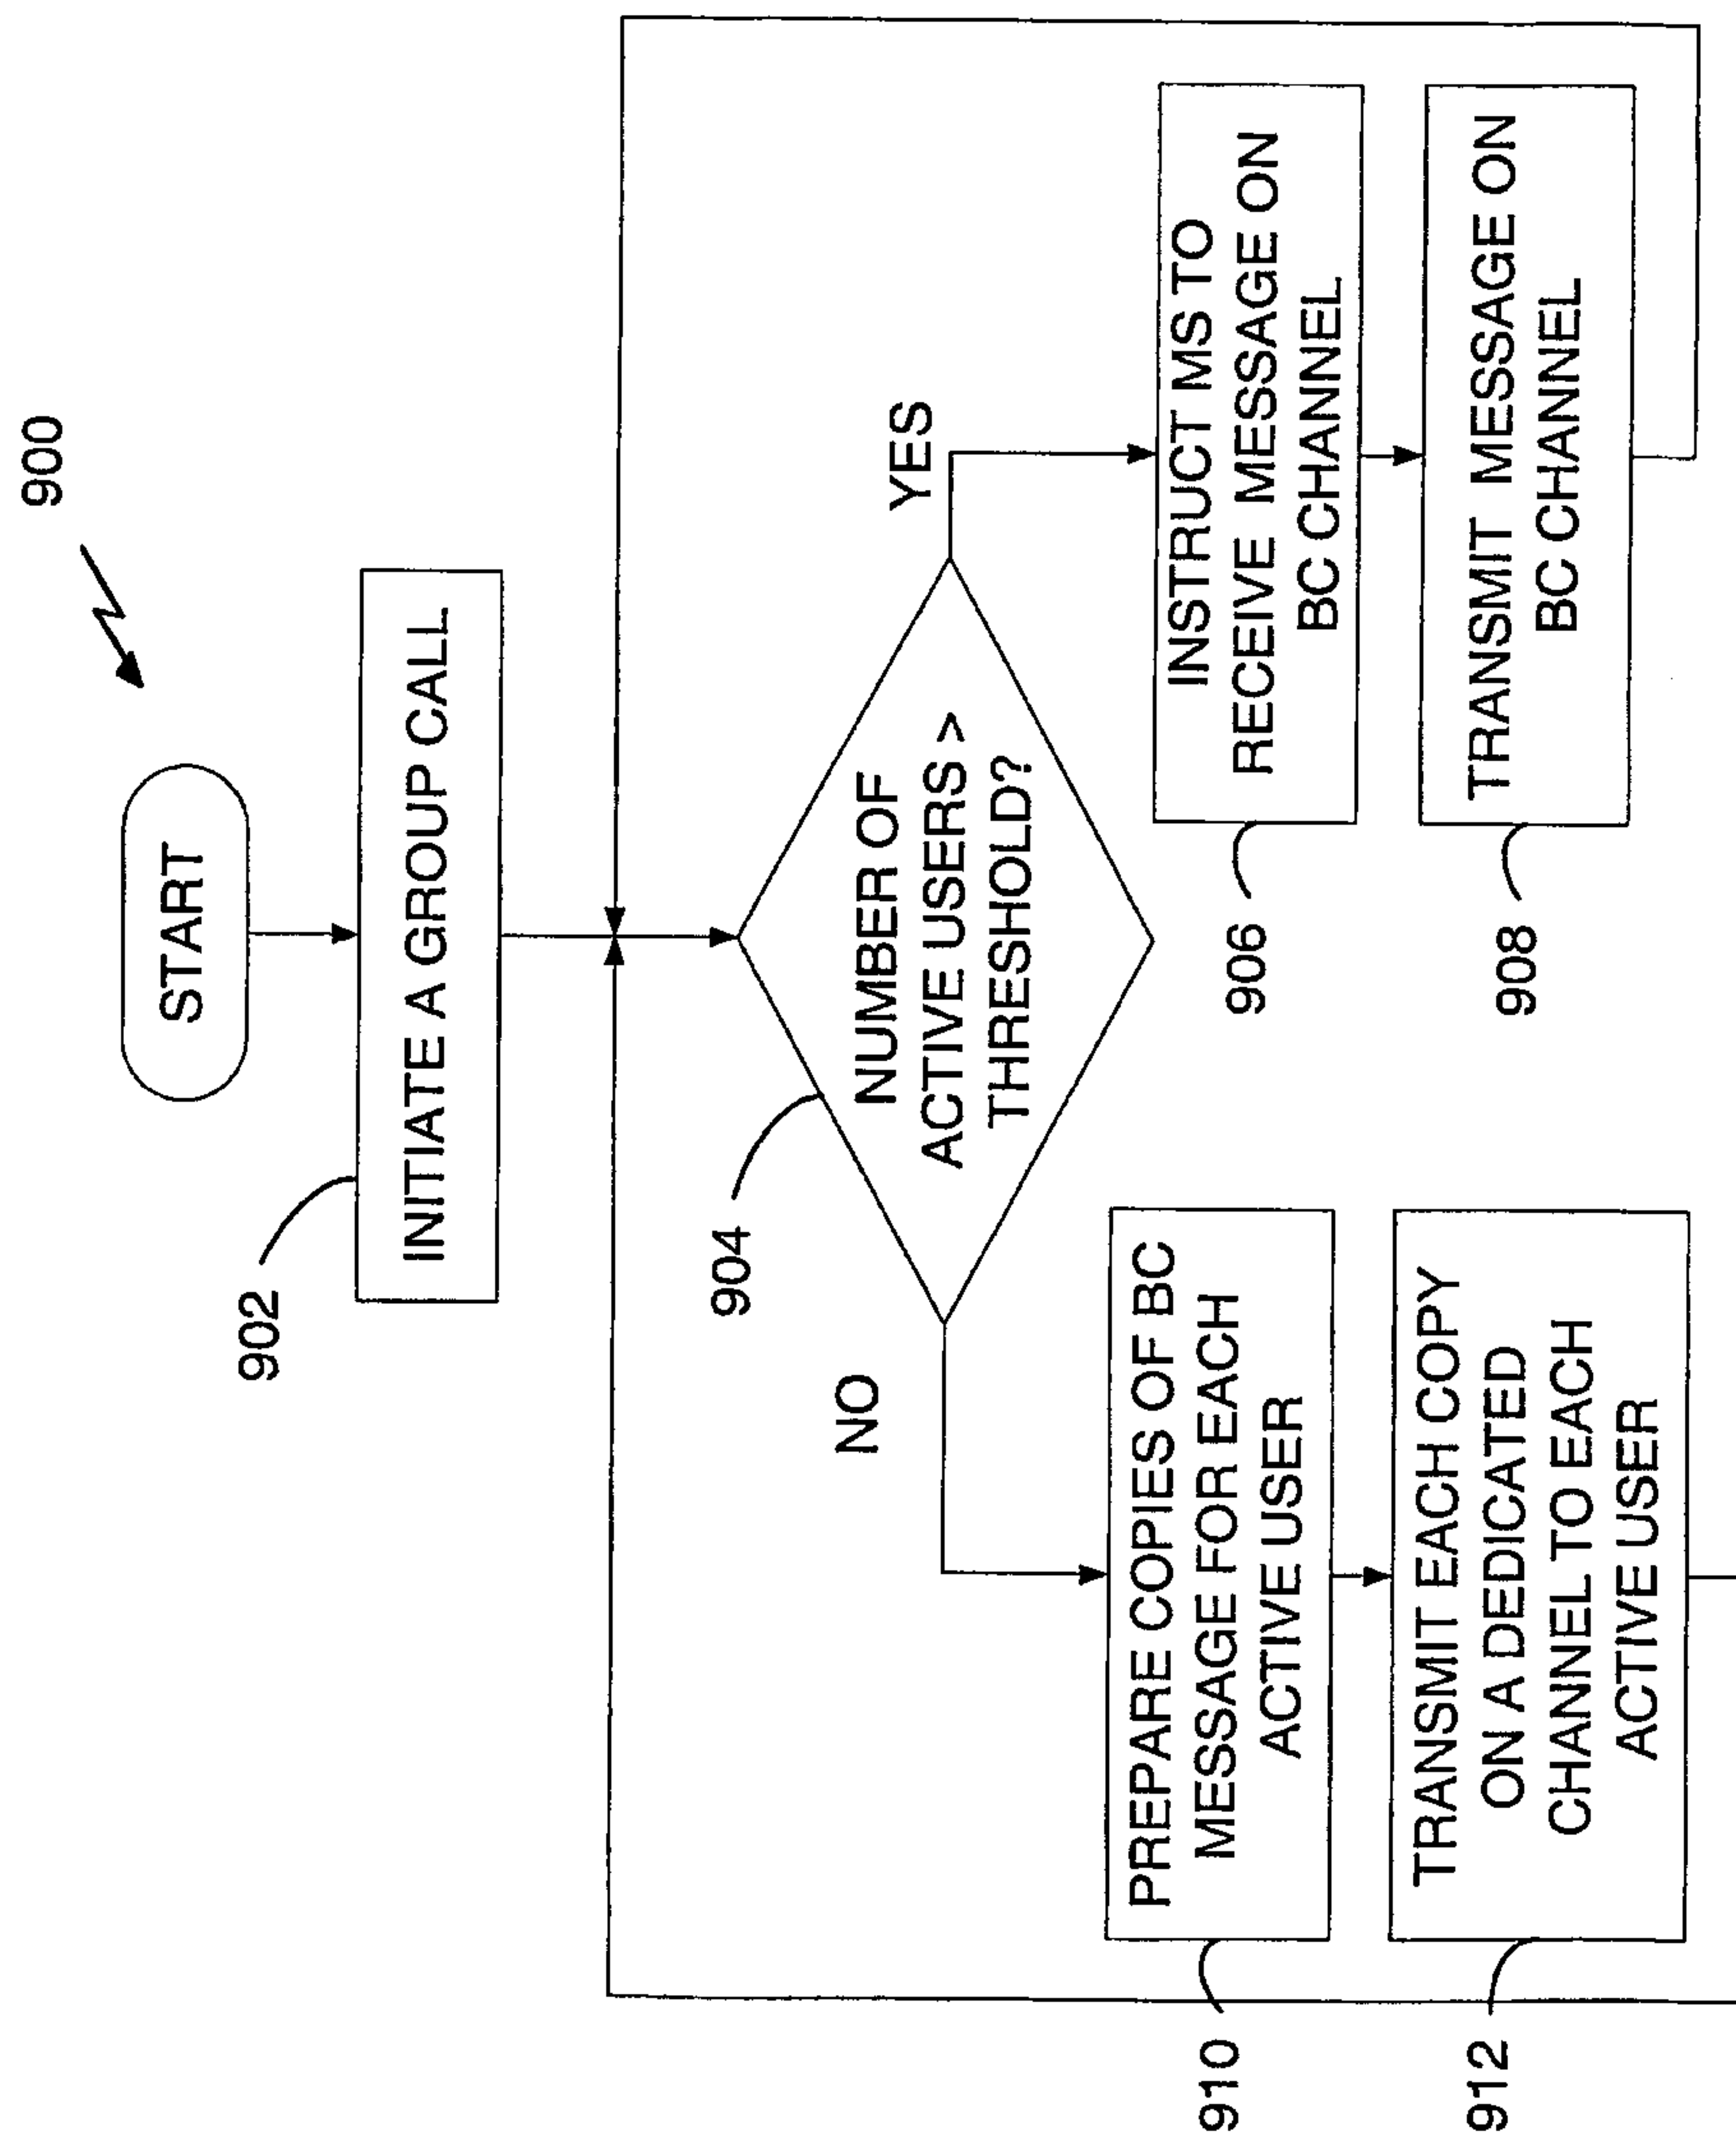 900
START
902
INITIATE A GROUP CALL
904
NUMBER OF
ACTIVE USERS >
THRESHOLD?
NO
YES
910
PREPARE COPIES OF BC
MESSAGE FOR EACH
ACTIVE USER
906
INSTRUCT MS TO
RECEIVE MESSAGE ON
BC CHANNEL
912
TRANSMIT EACH COPY
ON A DEDICATED
CHANNEL TO EACH
ACTIVE USER
908
TRANSMIT MESSAGE ON
BC CHANNEL